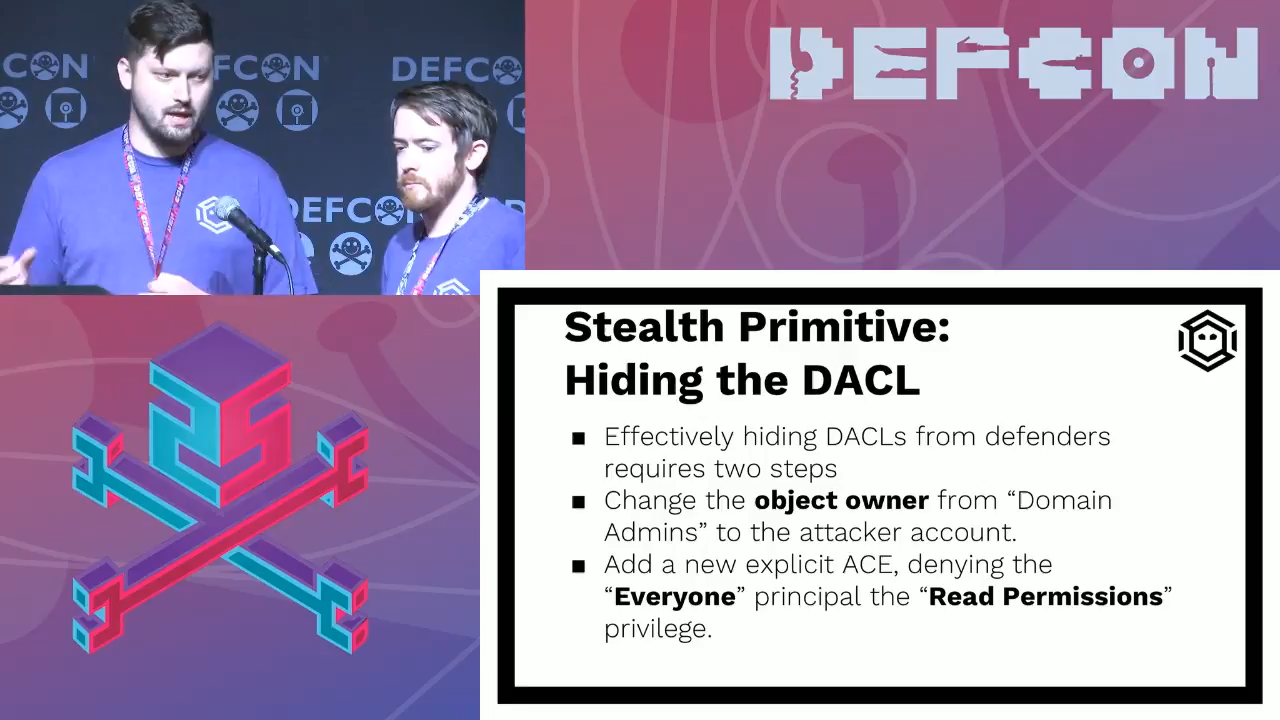 CON
DEFCON
DEFCON
DEFCON
DEFCON
Stealth Primitive:
Hiding the DACL
■ Effectively hiding DACLs from defenders
requires two steps
■ Change the object owner from “Domain
Admins” to the attacker account.
■ Add a new explicit ACE, denying the
“Everyone” principal the “Read Permissions”
privilege.